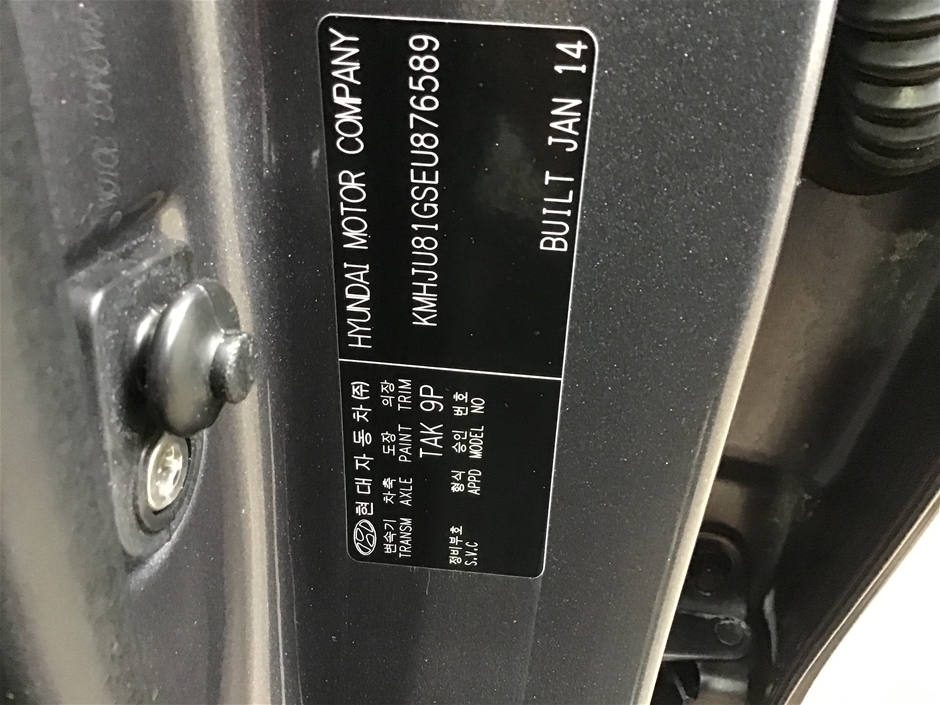 HYUNDAI MOTOR COMPANY
KMHJU81GSEU876589
BUILT JAN 14
현대자동차(주)
변속기 차축 도장 의장
TRANSM AXLE PAINT TRIM
TAK 9P
정비부호 형식 승인 번호
S.V.C APPD MODEL NO